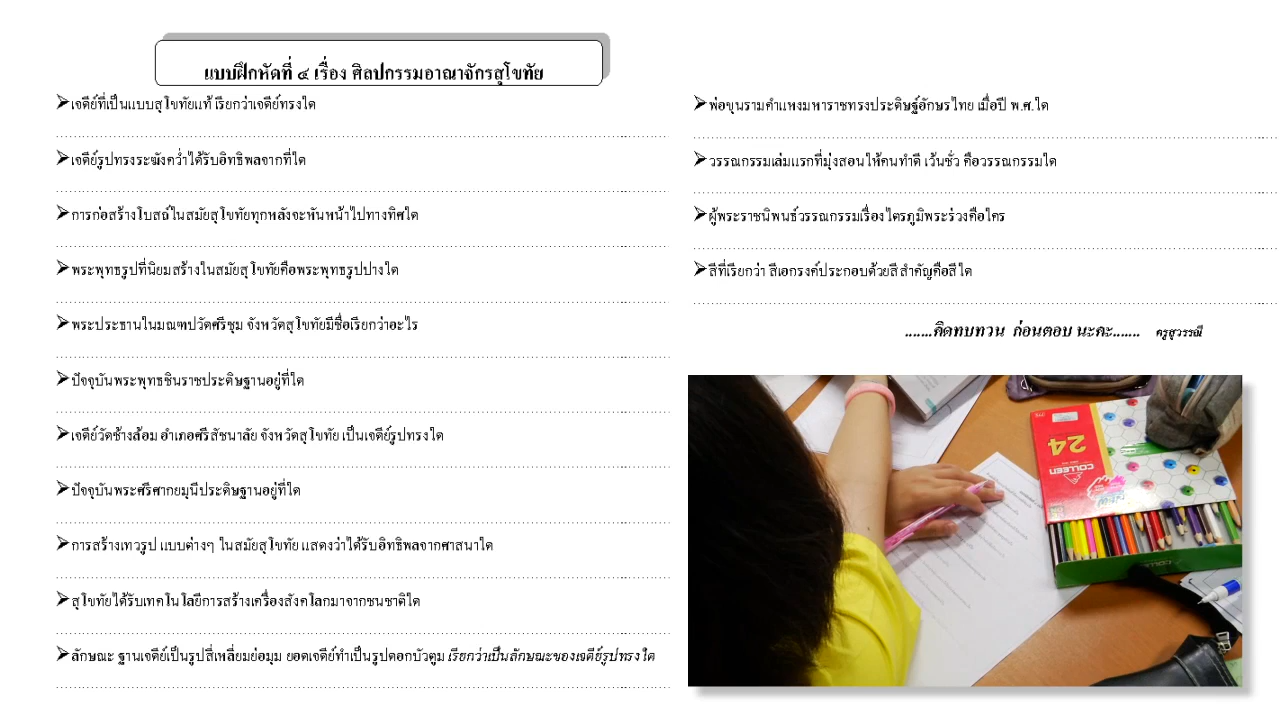 แบบฝึกหัดที่ ๔ เรื่อง ศิลปกรรมอาณาจักรสุโขทัย
➢เจดีย์ที่เป็นแบบสุโขทัยแท้ เรียกว่าเจดีย์ทรงใด
➢เจดีย์รูปทรงระฆังคว่ำได้รับอิทธิพลจากที่ใด
➢การก่อสร้างโบสถ์ในสมัยสุโขทัยทุกหลังจะหันหน้าไปทางทิศใด
➢พระพุทธรูปที่นิยมสร้างในสมัยสุโขทัยคือพระพุทธรูปปางใด
➢พระประธานในมณฑปวัดศรีชุม จังหวัดสุโขทัยมีชื่อเรียกว่าอะไร
➢ปัจจุบันพระพุทธชินราชประดิษฐานอยู่ที่ใด
➢เจดีย์วัดช้างล้อม อำเภอศรีสัชนาลัย จังหวัดสุโขทัย เป็นเจดีย์รูปทรงใด
➢ปัจจุบันพระศรีศากยมุนีประดิษฐานอยู่ที่ใด
➢การสร้างเทวรูป แบบต่างๆ ในสมัยสุโขทัย แสดงว่าได้รับอิทธิพลจากศาสนาใด
➢สุโขทัยได้รับเทคโนโลยีการสร้างเครื่องสังคโลกมาจากชนชาติใด
➢ลักษณะ ฐานเจดีย์เป็นรูปสี่เหลี่ยมย่อมุม ยอดเจดีย์ทำเป็นรูปดอกบัวตูม เรียกว่าเป็นลักษณะของเจดีย์รูปทรงใด
➢พ่อขุนรามคำแหงมหาราชทรงประดิษฐ์อักษรไทย เมื่อปี พ.ศ.ใด
➢วรรณกรรมเล่มแรกที่มุ่งสอนให้คนทำดี เว้นชั่ว คือวรรณกรรมใด
➢ผู้พระราชนิพนธ์วรรณกรรมเรื่องไตรภูมิพระร่วงคือใคร
➢สีที่เรียกว่า สีเอกรงค์ประกอบด้วยสีสำคัญคือสีใด
.......คิดทบทวน ก่อนตอบ นะคะ....... ครูสุวรรณี
24
COLLEEN